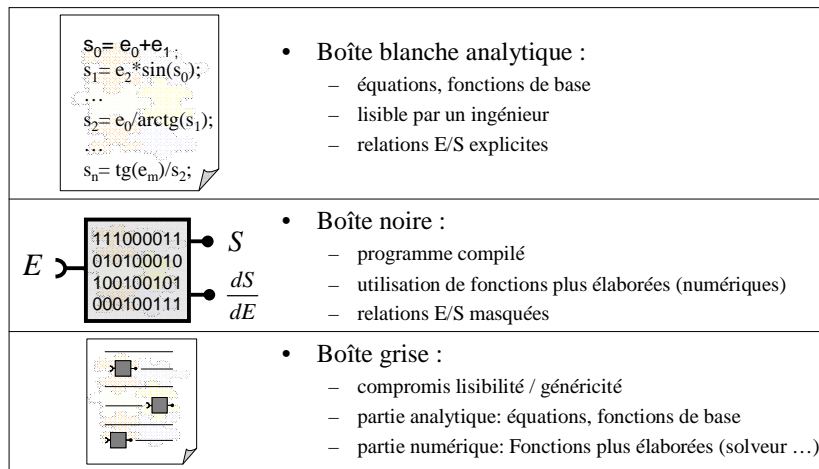 s0= e0+e1 ;
s1= e2*sin(s0);
…
s2= e0/arctg(s1);
…
sn= tg(em)/s2;
• Boîte blanche analytique :
– équations, fonctions de base
– lisible par un ingénieur
– relations E/S explicites
E
111000011
010100010
100100101
000100111
S
dS
dE
• Boîte noire :
– programme compilé
– utilisation de fonctions plus élaborées (numériques)
– relations E/S masquées
• Boîte grise :
– compromis lisibilité / généricité
– partie analytique: équations, fonctions de base
– partie numérique: Fonctions plus élaborées (solveur …)